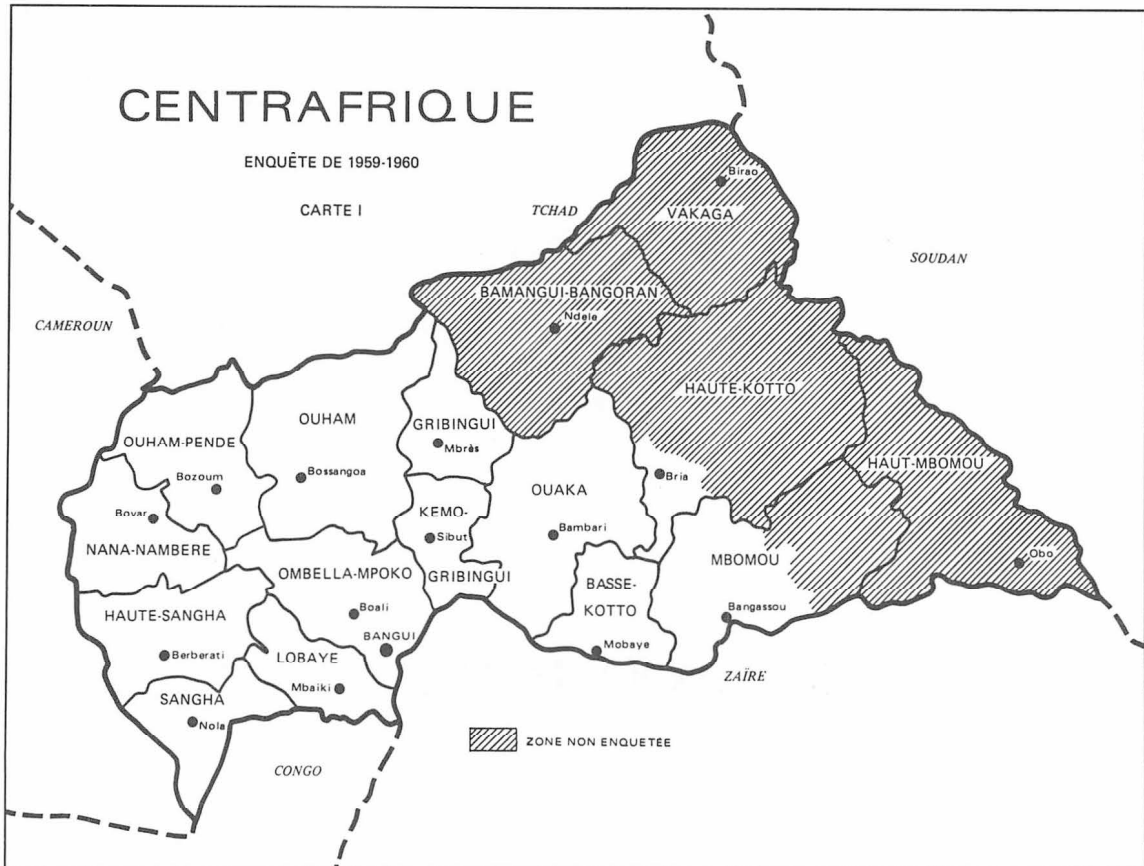 CENTRAFRIQUE
ENQUÊTE DE 1959-1960
CARTE I
TCHAD
Birao
VAKAGA
SOUDAN
BAMANGUI-BANGORAN
Ndele
CAMEROUN
HAUTE-KOTTO
OUHAM
GRIBINGUI
Mbrès
OUHAM-PENDE
Bozoum
Bossangoa
HAUT-MBOMOU
Bria
OUAKA
Bouar
KEMO-
Sibut
Bambari
NANA-NAMBERE
MBOMOU
Obo
OMBELLA-MPOKO
GRIBINGUI
BASSE-
KOTTO
HAUTE-SANGHA
Boali
Bangassou
BANGUI
Berberati
LOBAYE
Mobaye
Mbaiki
ZAÏRE
SANGHA
Nola
ZONE NON ENQUETÉE
CONGO